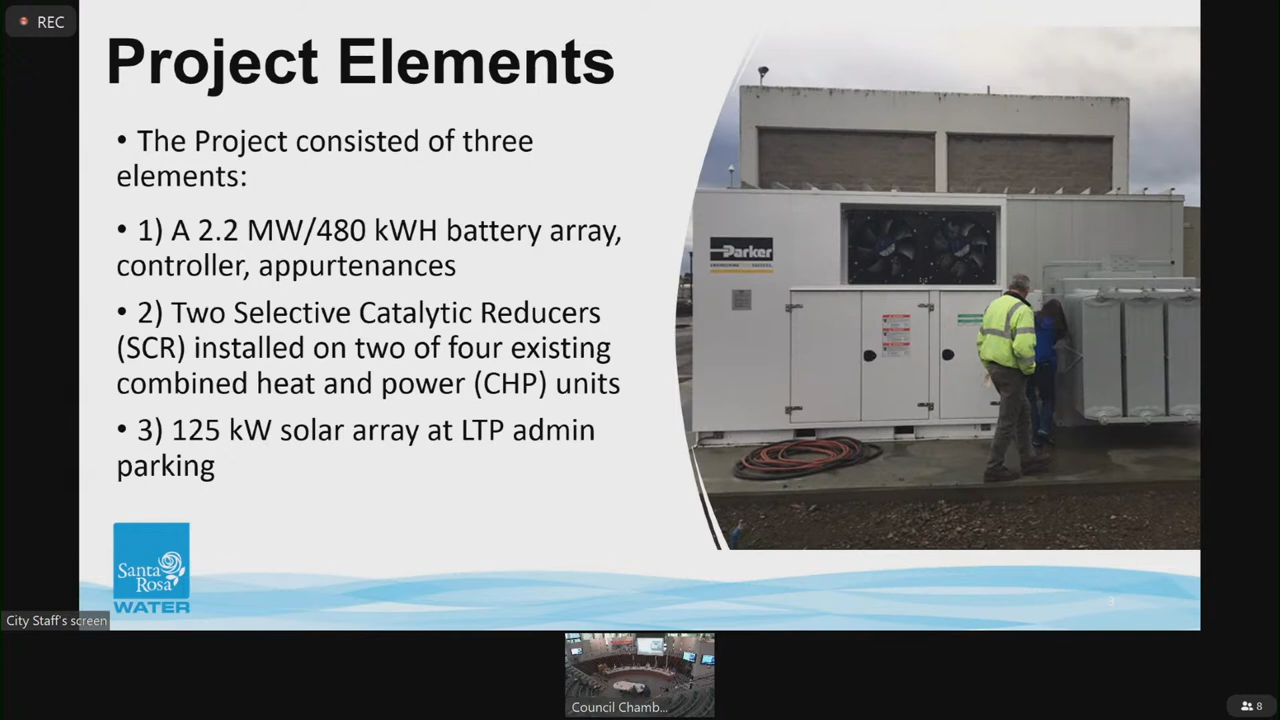 REC
Project Elements
• The Project consisted of three
elements:
• 1) A 2.2 MW/480 kWH battery array,
controller, appurtenances
• 2) Two Selective Catalytic Reducers
(SCR) installed on two of four existing
combined heat and power (CHP) units
• 3) 125 kW solar array at LTP admin
parking
Parker
Santa
Rosa
WATER
3
City Staff's screen
Council Chamb...
8